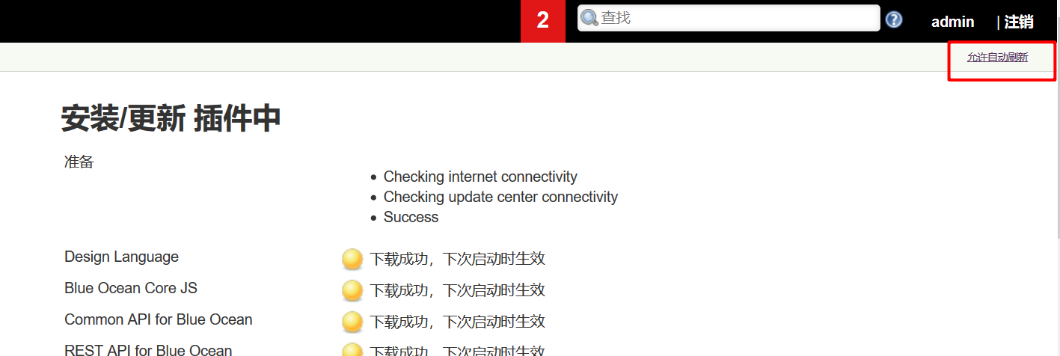 2 查找 ? admin | 注销
允许自动刷新
安装/更新 插件中
准备
Checking internet connectivity
Checking update center connectivity
Success
Design Language 下载成功，下次启动时生效
Blue Ocean Core JS 下载成功，下次启动时生效
Common API for Blue Ocean 下载成功，下次启动时生效
REST API for Blue Ocean 下载成功，下次启动时生效